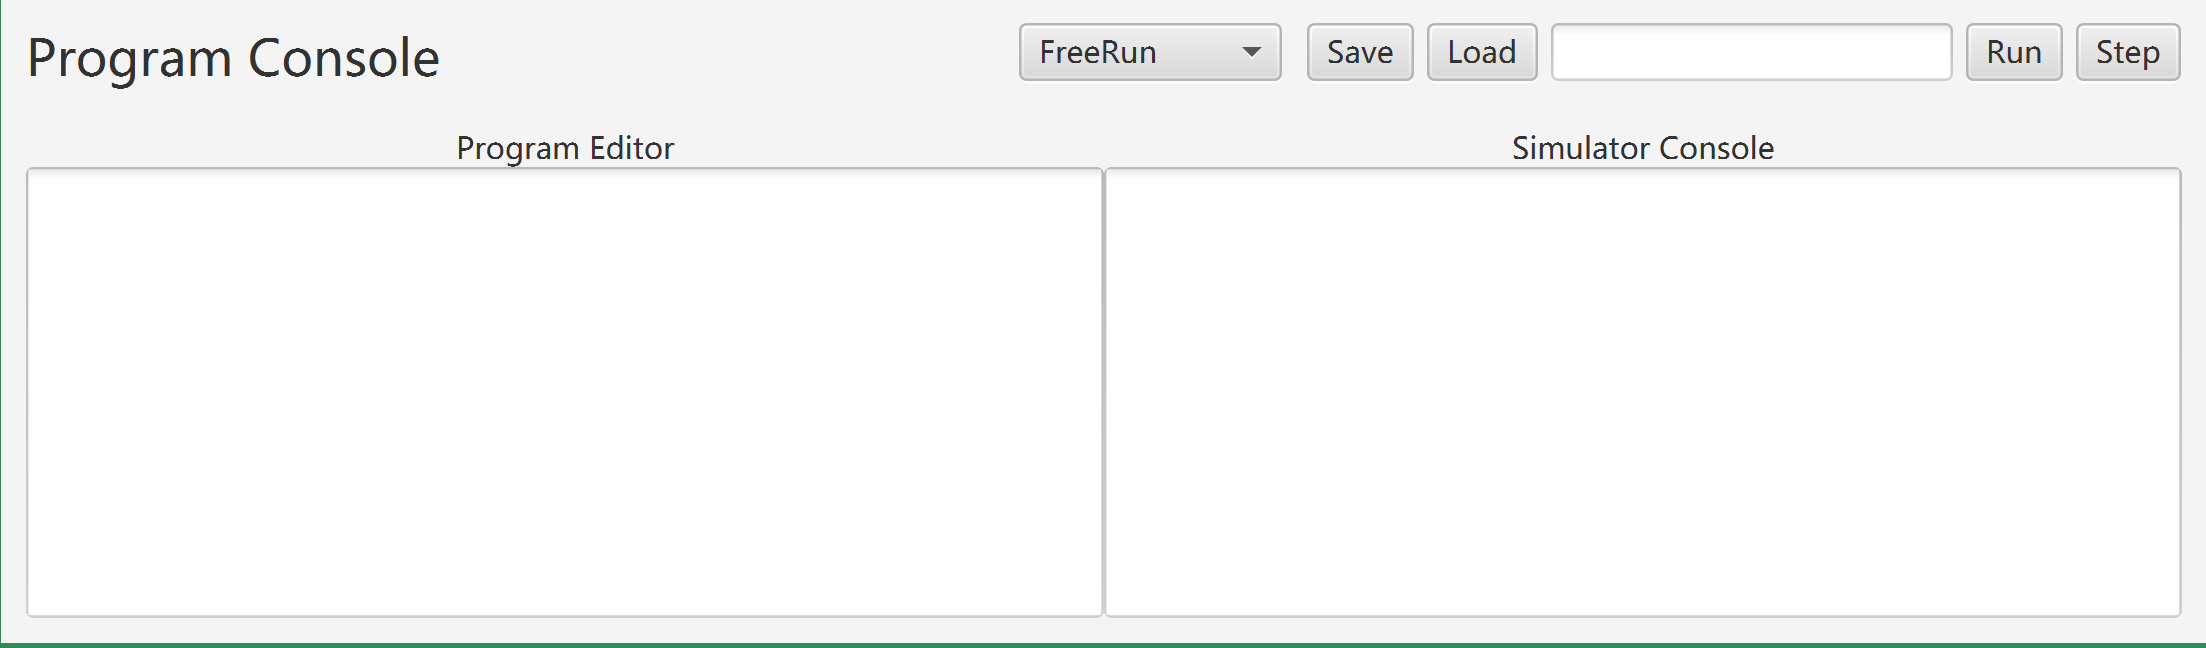 Program Console FreeRun Save Load Run Step
Program Editor Simulator Console